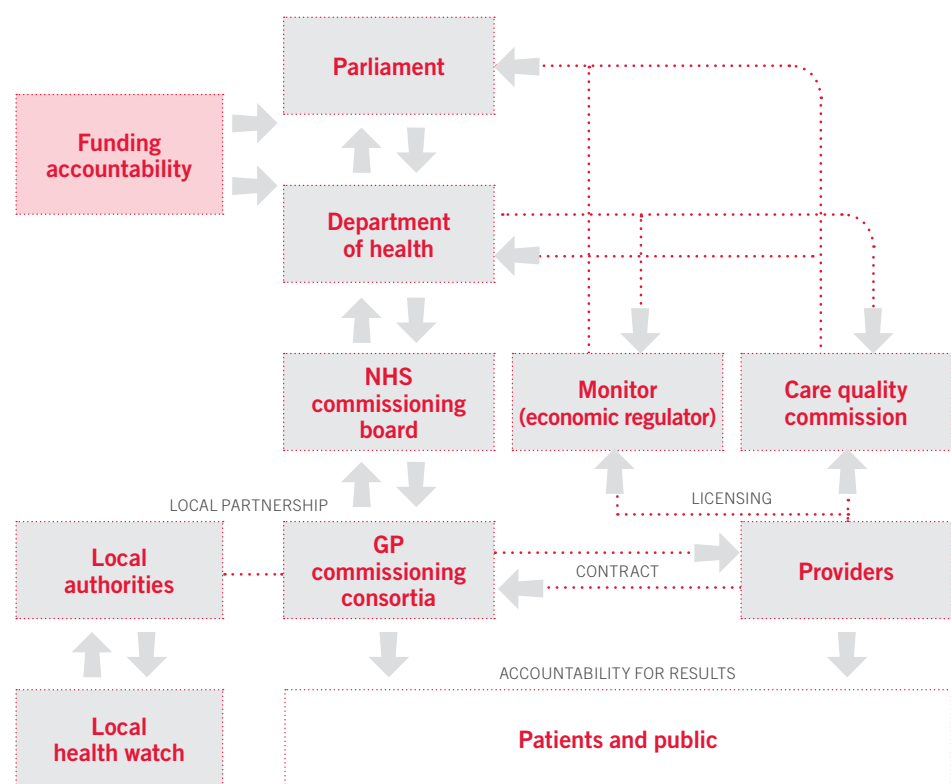 Parliament
Funding
accountability
Department
of health
NHS
commissioning
board
Monitor
(economic regulator)
Care quality
commission
LICENSING
LOCAL PARTNERSHIP
Local
authorities
GP
commissioning
consortia
CONTRACT
Providers
ACCOUNTABILITY FOR RESULTS
Local
health watch
Patients and public